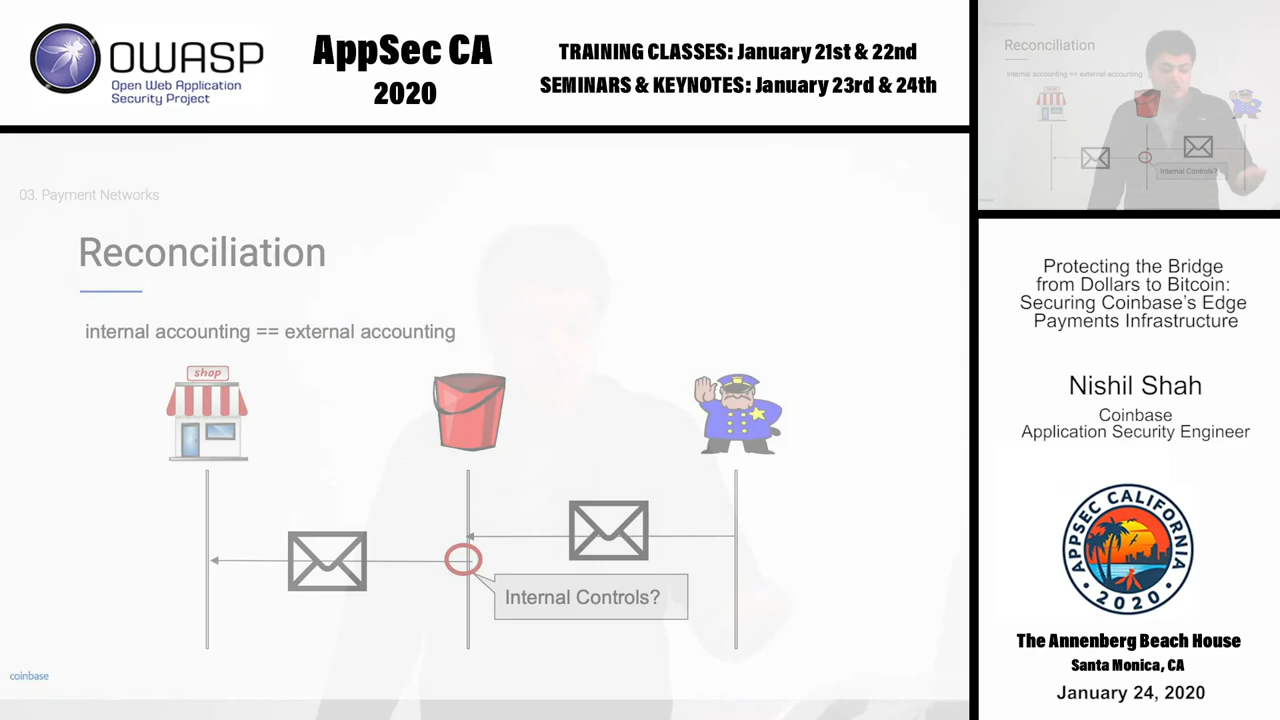 OWASP
Open Web Application
Security Project
AppSec CA
2020
TRAINING CLASSES: January 21st & 22nd
SEMINARS & KEYNOTES: January 23rd & 24th
03. Payment Networks
Reconciliation
internal accounting == external accounting
shop
Internal Controls?
coinbase
Reconciliation
internal accounting == external accounting
Internal Controls?
Protecting the Bridge
from Dollars to Bitcoin:
Securing Coinbase's Edge
Payments Infrastructure
Nishil Shah
Coinbase
Application Security Engineer
APPSEC CALIFORNIA
2020
The Annenberg Beach House
Santa Monica, CA
January 24, 2020